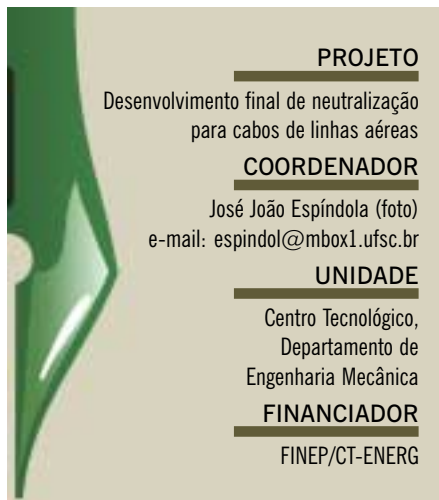 PROJETO
Desenvolvimento final de neutralização
para cabos de linhas aéreas
COORDENADOR
José João Espíndola (foto)
e-mail: espindol@mbox1.ufsc.br
UNIDADE
Centro Tecnológico,
Departamento de
Engenharia Mecânica
FINANCIADOR
FINEP/CT-ENERG